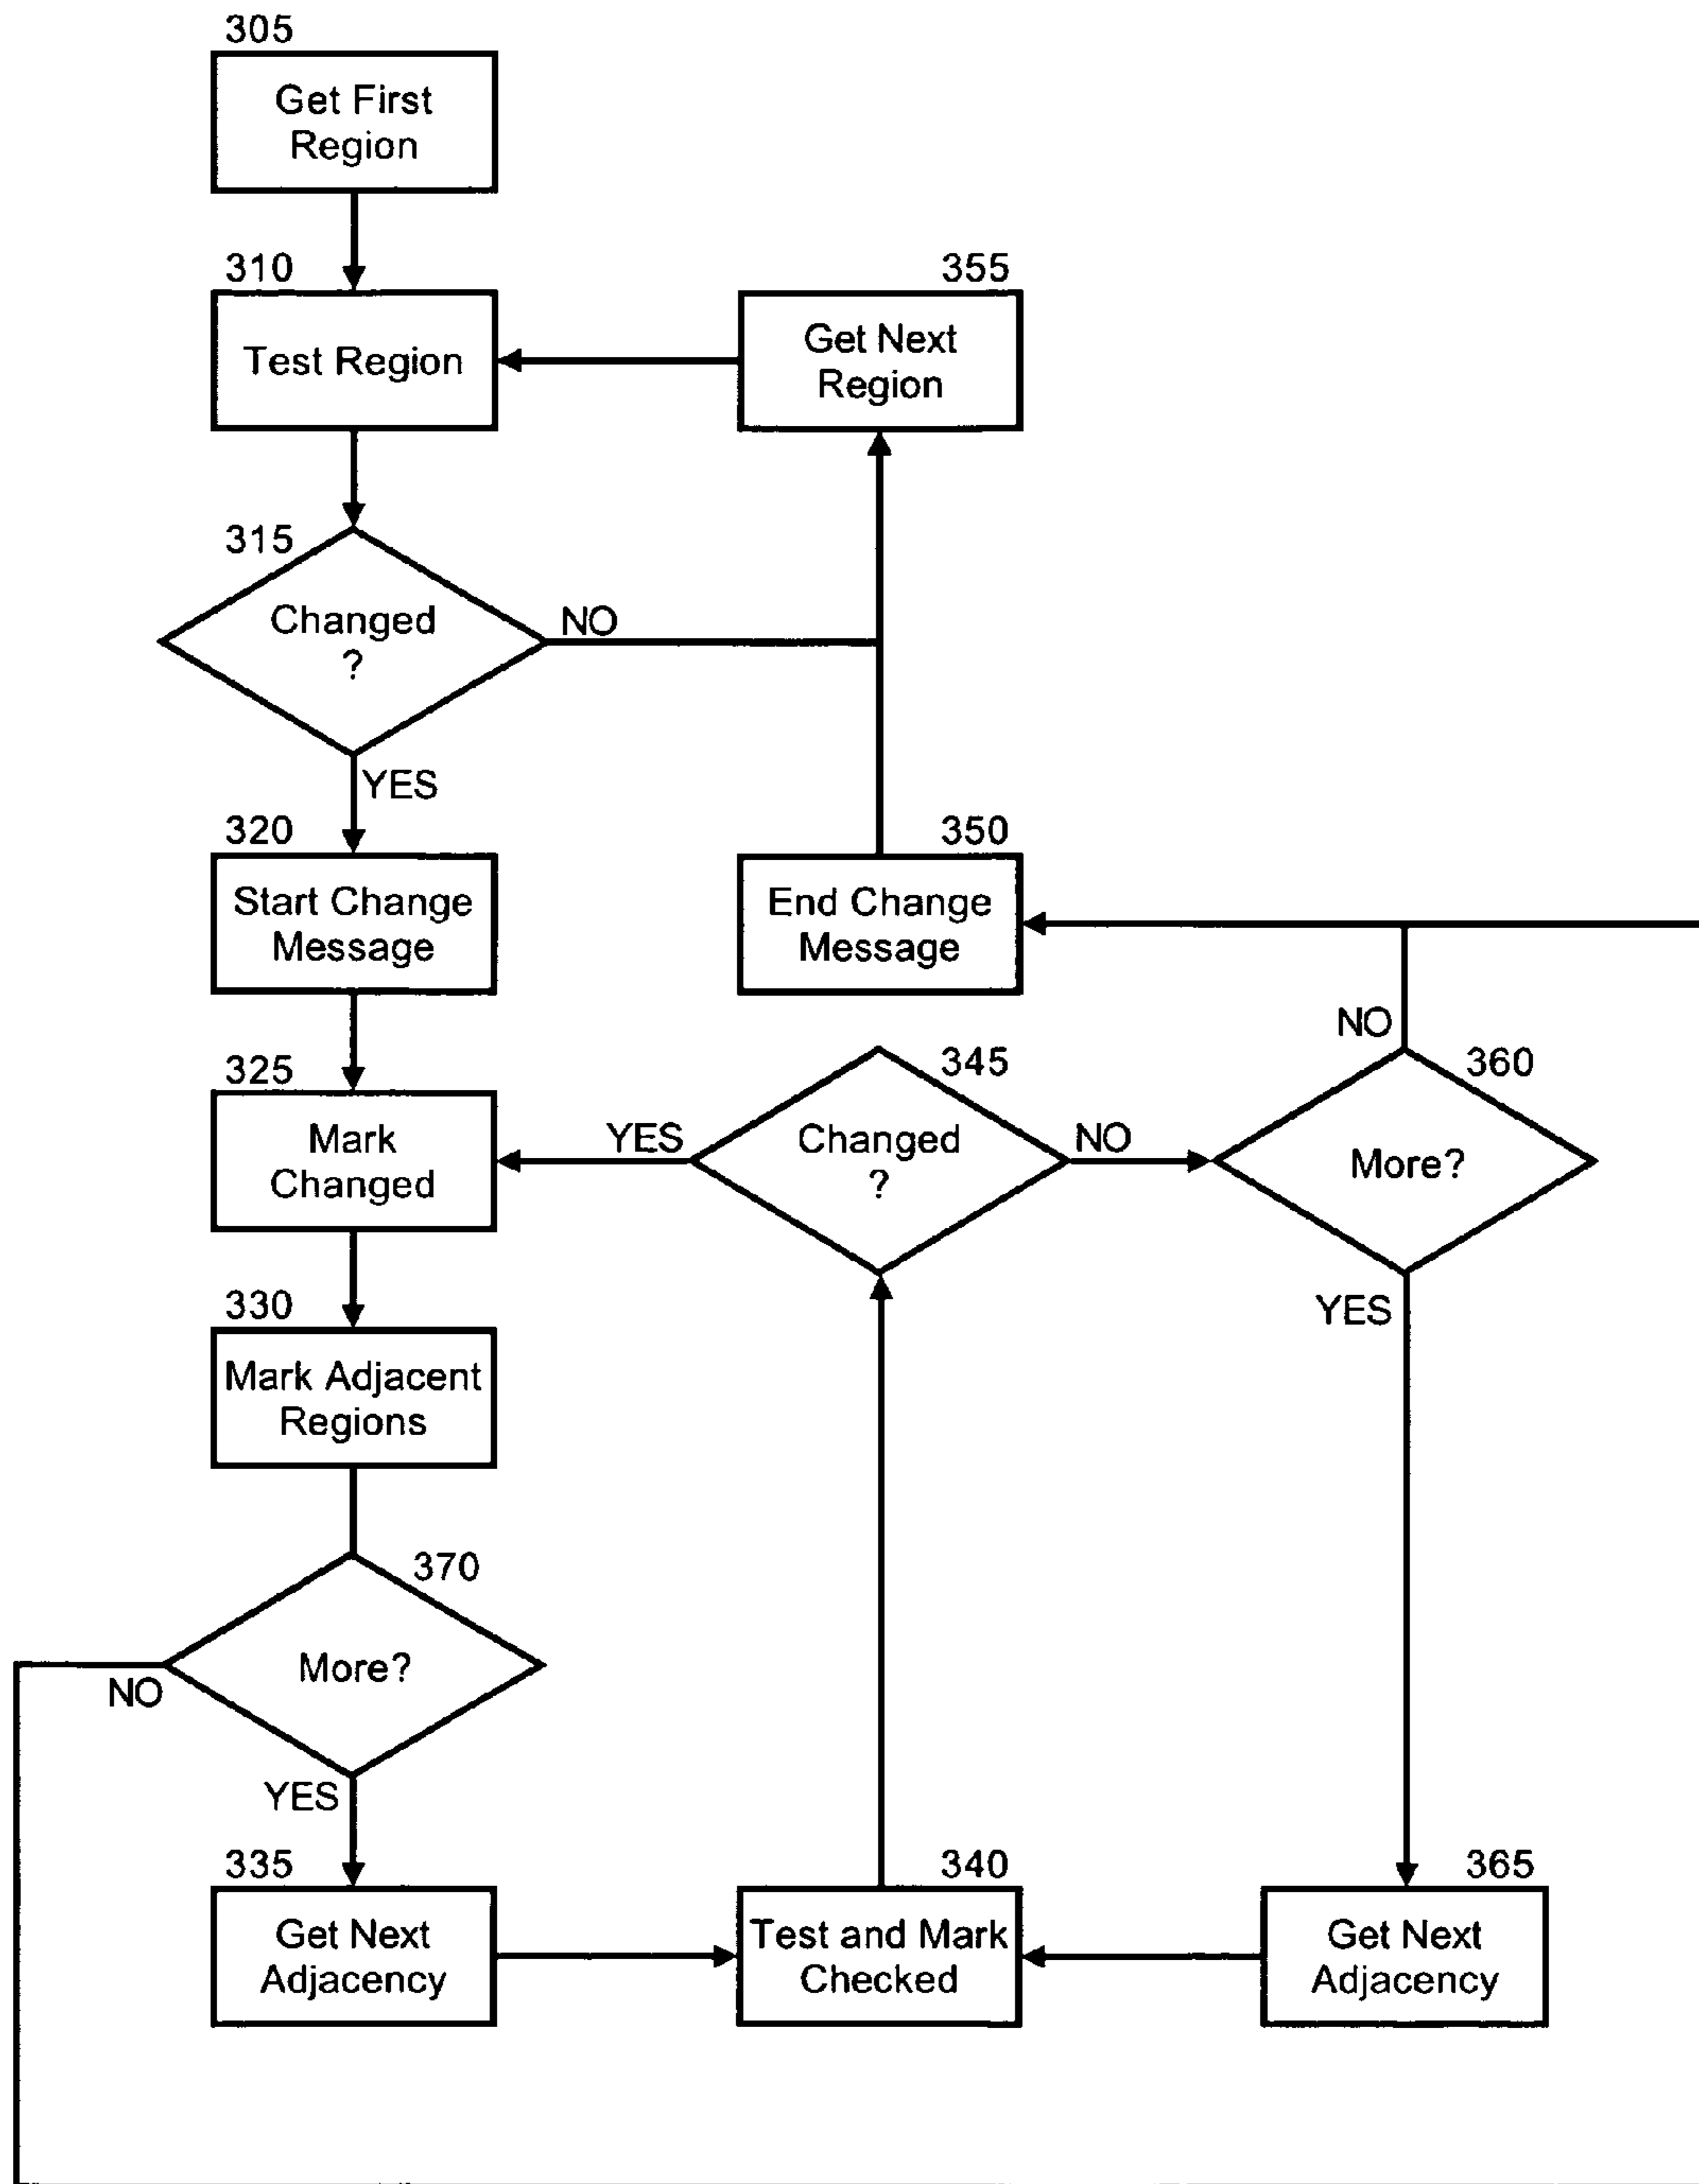 305
Get First
Region
310
Test Region
355
Get Next
Region
315
Changed
?
NO
YES
320
Start Change
Message
350
End Change
Message
NO
325
Mark
Changed
YES
345
Changed
?
NO
360
More?
YES
330
Mark Adjacent
Regions
370
More?
NO
YES
335
Get Next
Adjacency
340
Test and Mark
Checked
365
Get Next
Adjacency